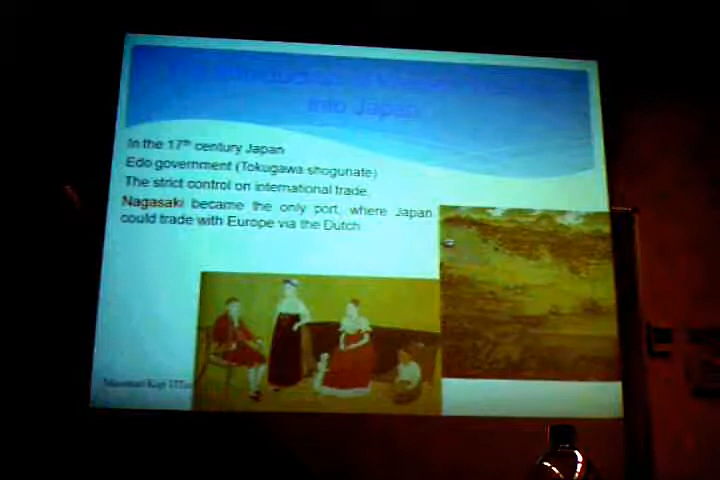 into Japan
In the 17th century Japan
Edo government (Tokugawa shogunate)
The strict control on international trade.
Nagasaki became the only port, where Japan
could trade with Europe via the Dutch